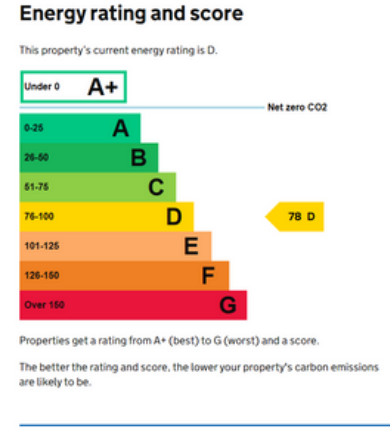 Energy rating and score
This property's current energy rating is D.
Under 0 A+
Net zero CO2
0-25 A
26-50 B
51-75 C
76-100 D 78 D
101-125 E
126-150 F
Over 150 G
Properties get a rating from A+ (best) to G (worst) and a score.
The better the rating and score, the lower your property's carbon emissions
are likely to be.